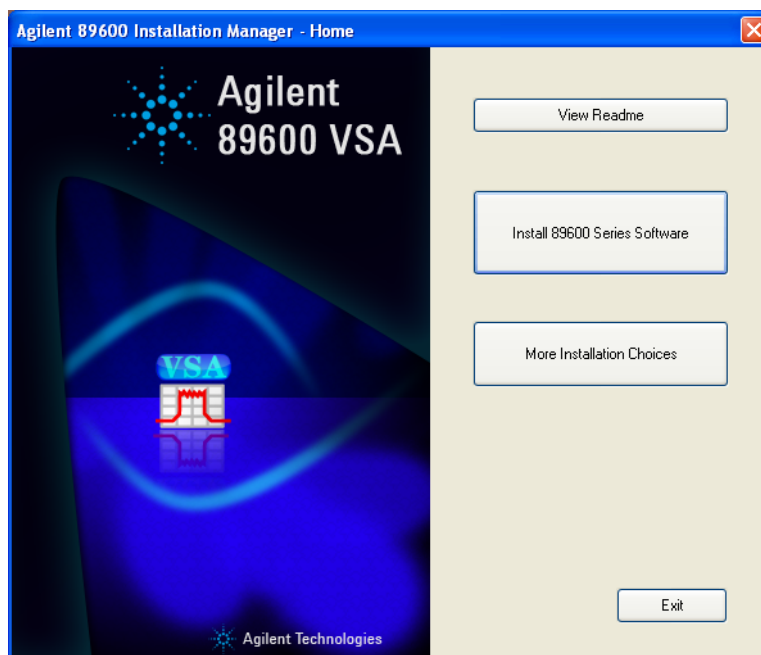 Agilent 89600 Installation Manager - Home
Agilent
89600 VSA
VSA
Agilent Technologies
View Readme
Install 89600 Series Software
More Installation Choices
Exit